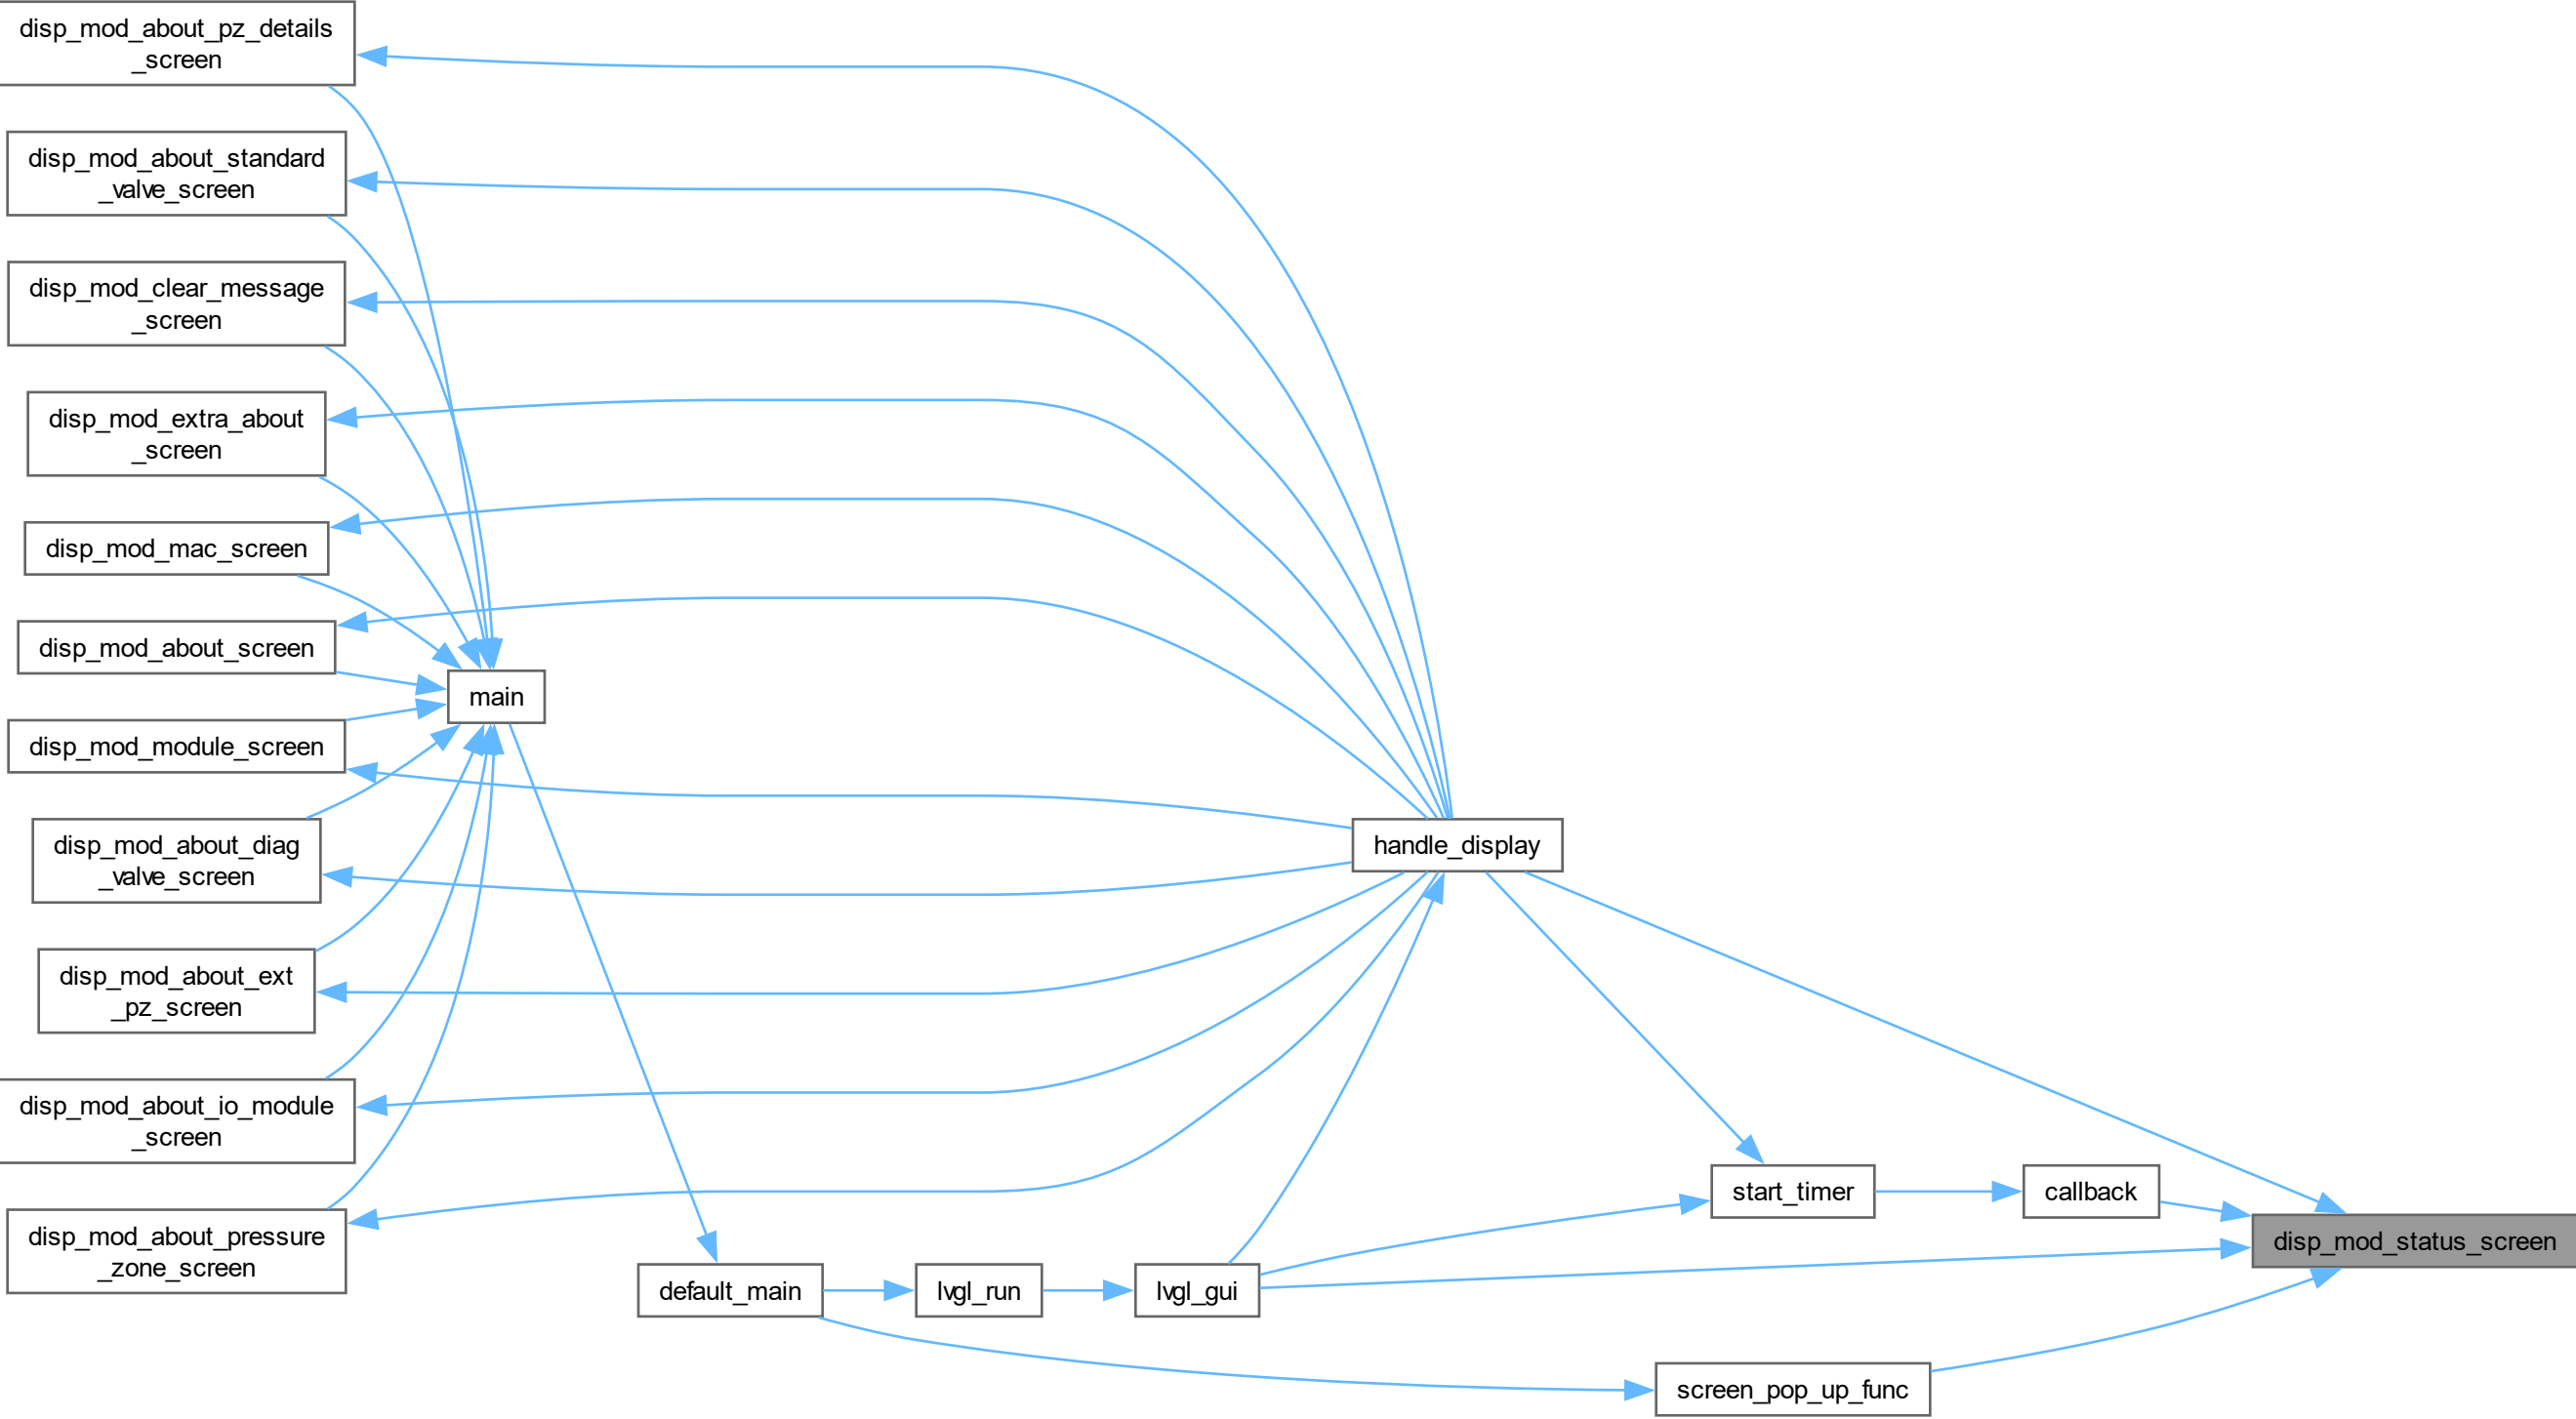 disp_mod_about_pz_details
_screen
disp_mod_about_standard
_valve_screen
disp_mod_clear_message
_screen
disp_mod_extra_about
_screen
disp_mod_mac_screen
disp_mod_about_screen
main
disp_mod_module_screen
disp_mod_about_diag
_valve_screen
handle_display
disp_mod_about_ext
_pz_screen
disp_mod_about_io_module
_screen
disp_mod_about_pressure
_zone_screen
start_timer
callback
disp_mod_status_screen
default_main
lvgl_run
lvgl_gui
screen_pop_up_func